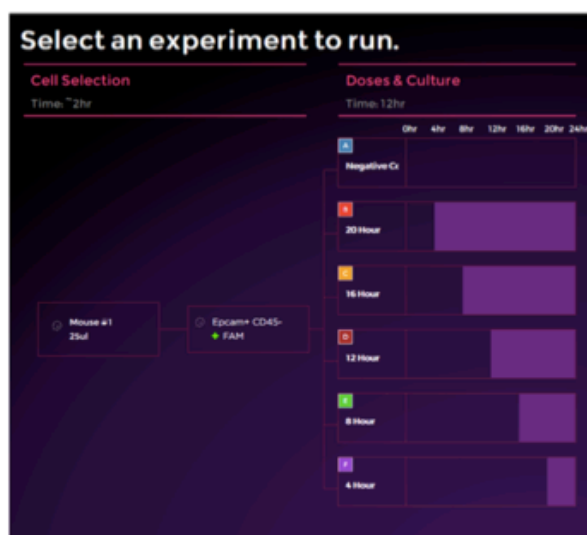 Select an experiment to run.
Cell Selection
Time: ~2hr
Doses & Culture
Time: 12hr
0hr 4hr 8hr 12hr 16hr 20hr 24hr
A
Negative Co
B
20 Hour
C
16 Hour
D
12 Hour
E
8 Hour
F
4 Hour
Mouse #1
25ul
Epcam+ CD45-
+ FAM